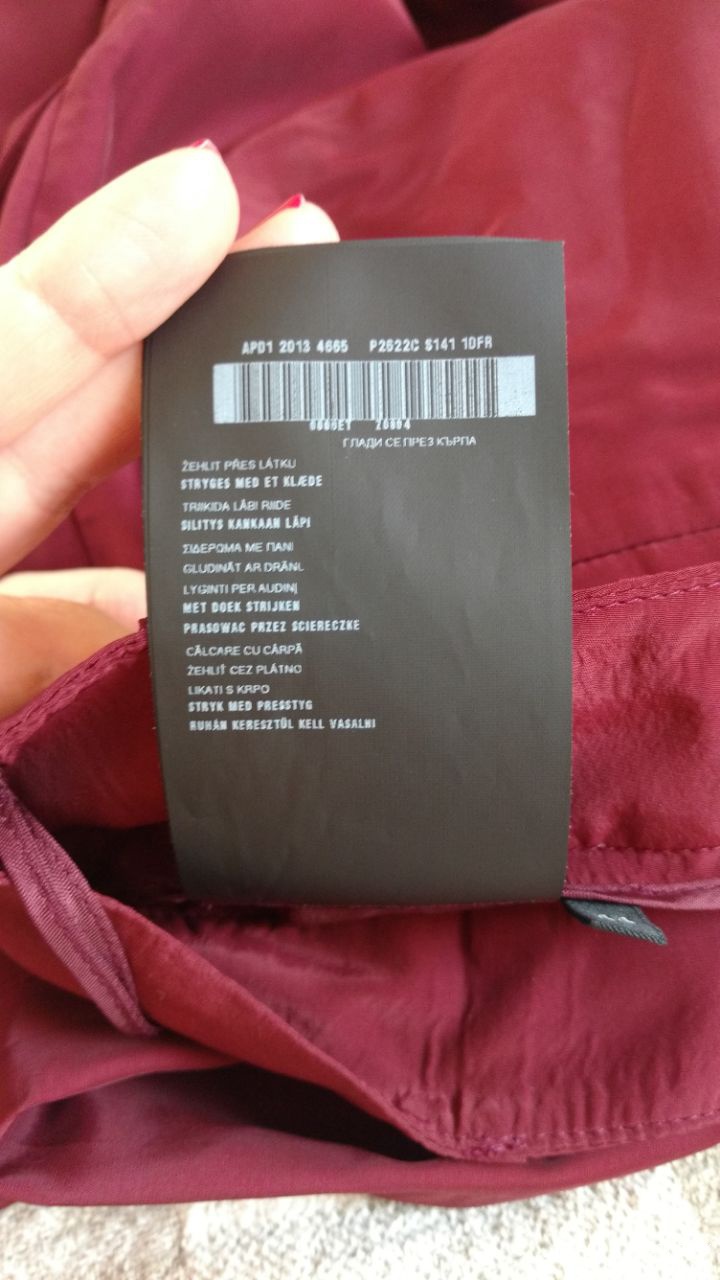 APD1 2013 4665 P2622C S141 1DFR
ГЛАДИ СЕ ПРЕЗ КЪРПА
ŽEHLIT PŘES LÁTKU
STRYGES MED ET KLÆDE
TRIIKIDA LÄBI RIIDE
SILITYS KANKAAN LÄPI
ΣΙΔΕΡΩΜΑ ΜΕ ΠΑΝΙ
GLUDINĀT AR DRĀNU
LYGINTI PER AUDINĮ
MET DOEK STRIJKEN
PRASOWAC PRZEZ SCIERECZKE
CĂLCARE CU CÂRPĂ
ŽEHLIŤ CEZ PLÁTNO
LIKATI S KRPO
STRYK MED PRESSTYG
RUHÁN KERESZTÜL KELL VASALNI